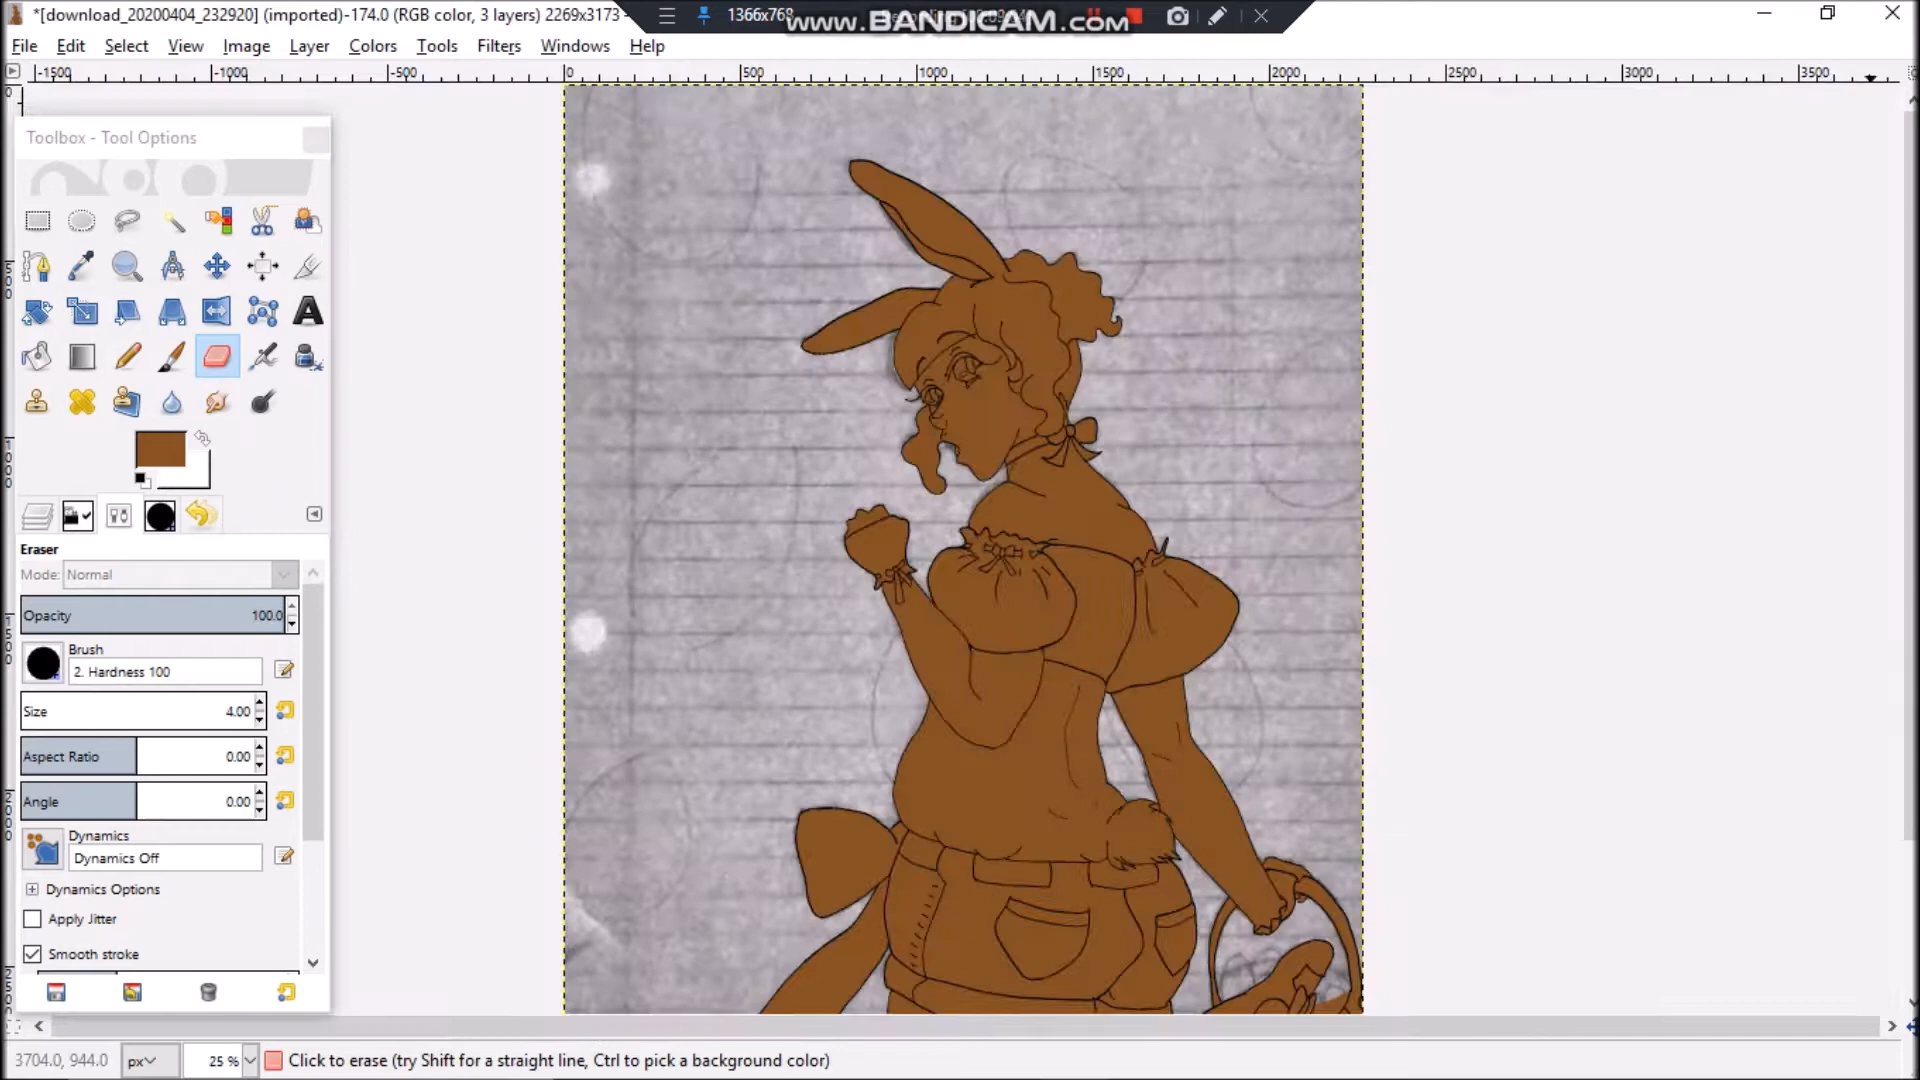 *[download_20200404_232920] (imported)-174.0 (RGB color, 3 layers) 2269x3173
1366x768
www.BANDICAM.com
File Edit Select View Image Layer Colors Tools Filters Windows Help
-1500 -1000 -500 0 500 1000 1500 2000 2500 3000 3500
Toolbox - Tool Options
Eraser
Mode: Normal
Opacity 100.0
Brush
2. Hardness 100
Size 4.00
Aspect Ratio 0.00
Angle 0.00
Dynamics
Dynamics Off
Dynamics Options
Apply Jitter
Smooth stroke
3704.0, 944.0 px 25 % Click to erase (try Shift for a straight line, Ctrl to pick a background color)